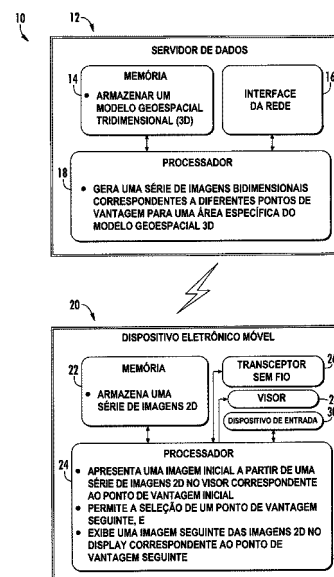 10
12
SERVIDOR DE DADOS
14
MEMÓRIA
• ARMAZENAR UM
MODELO GEOESPACIAL
TRIDIMENSIONAL (3D)
16
INTERFACE
DA REDE
18
PROCESSADOR
• GERA UMA SÉRIE DE IMAGENS BIDIMENSIONAIS
CORRESPONDENTES A DIFERENTES PONTOS DE
VANTAGEM PARA UMA ÁREA ESPECÍFICA DO
MODELO GEOESPACIAL 3D
20
DISPOSITIVO ELETRÔNICO MÓVEL
22
MEMÓRIA
• ARMAZENA UMA
SÉRIE DE IMAGENS 2D
TRANSCEPTOR
SEM FIO
VISOR
DISPOSITIVO DE ENTRADA
30
24
PROCESSADOR
• APRESENTA UMA IMAGEM INICIAL A PARTIR DE UMA
SÉRIE DE IMAGENS 2D NO VISOR CORRESPONDENTE
AO PONTO DE VANTAGEM INICIAL
• PERMITE A SELEÇÃO DE UM PONTO DE VANTAGEM
SEGUINTE, E
• EXIBE UMA IMAGEM SEGUINTE DAS IMAGENS 2D NO
DISPLAY CORRESPONDENTE AO PONTO DE
VANTAGEM SEGUINTE